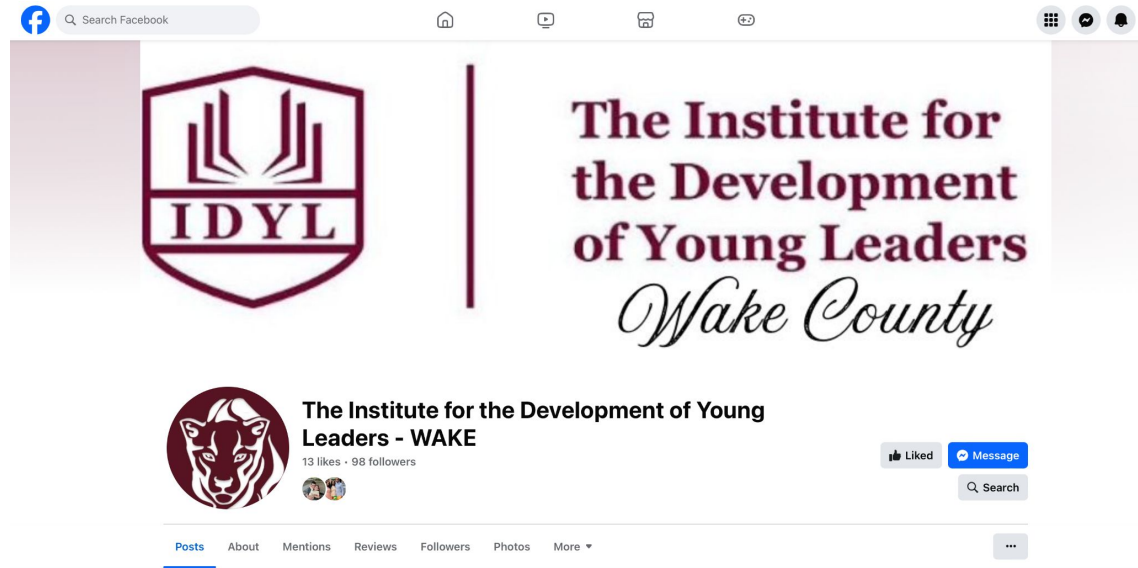 Search Facebook
IDYL
The Institute for
the Development
of Young Leaders
Wake County
The Institute for the Development of Young
Leaders - WAKE
13 likes · 98 followers
Liked
Message
Search
Posts About Mentions Reviews Followers Photos More